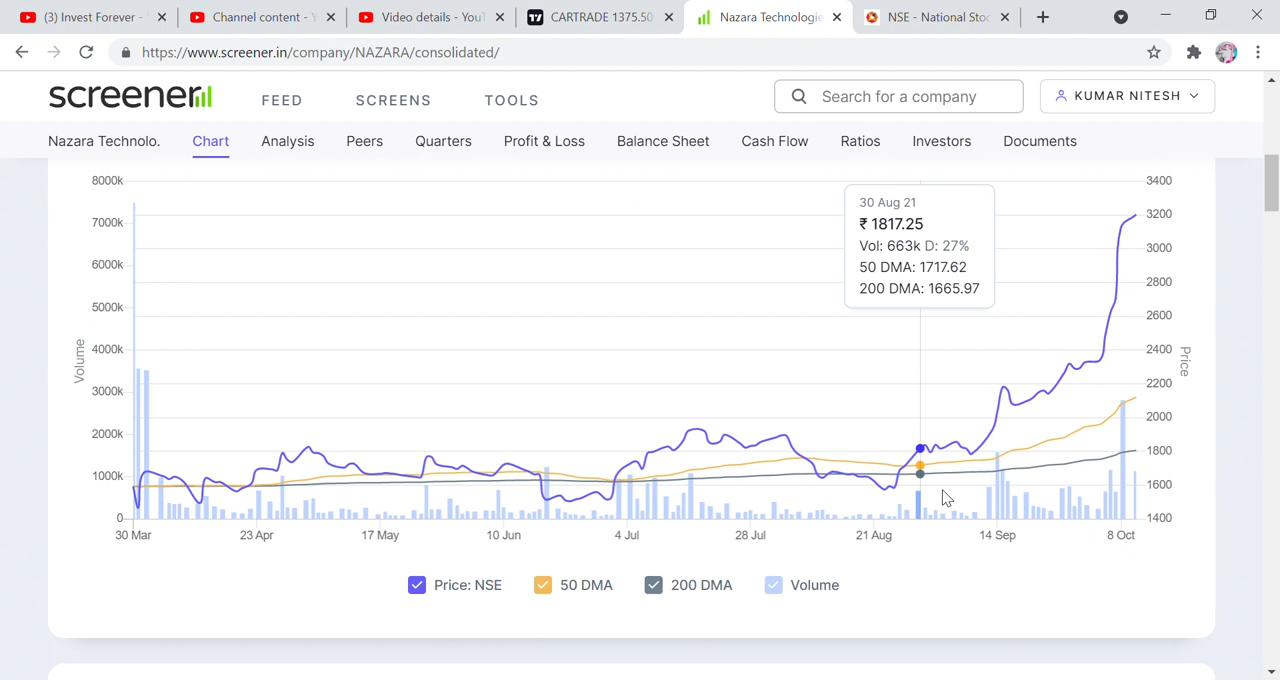 (3) Invest Forever -
Channel content - Y
Video details - YouT
CARTRADE 1375.50
Nazara Technologie
NSE - National Stoc
https://www.screener.in/company/NAZARA/consolidated/
screener
FEED
SCREENS
TOOLS
Search for a company
KUMAR NITESH
Nazara Technolo.
Chart
Analysis
Peers
Quarters
Profit & Loss
Balance Sheet
Cash Flow
Ratios
Investors
Documents
8000k
7000k
6000k
5000k
4000k
3000k
2000k
1000k
0
Volume
30 Aug 21
₹ 1817.25
Vol: 663k D: 27%
50 DMA: 1717.62
200 DMA: 1665.97
3400
3200
3000
2800
2600
2400
2200
2000
1800
1600
1400
Price
30 Mar
23 Apr
17 May
10 Jun
4 Jul
28 Jul
21 Aug
14 Sep
8 Oct
Price: NSE
50 DMA
200 DMA
Volume